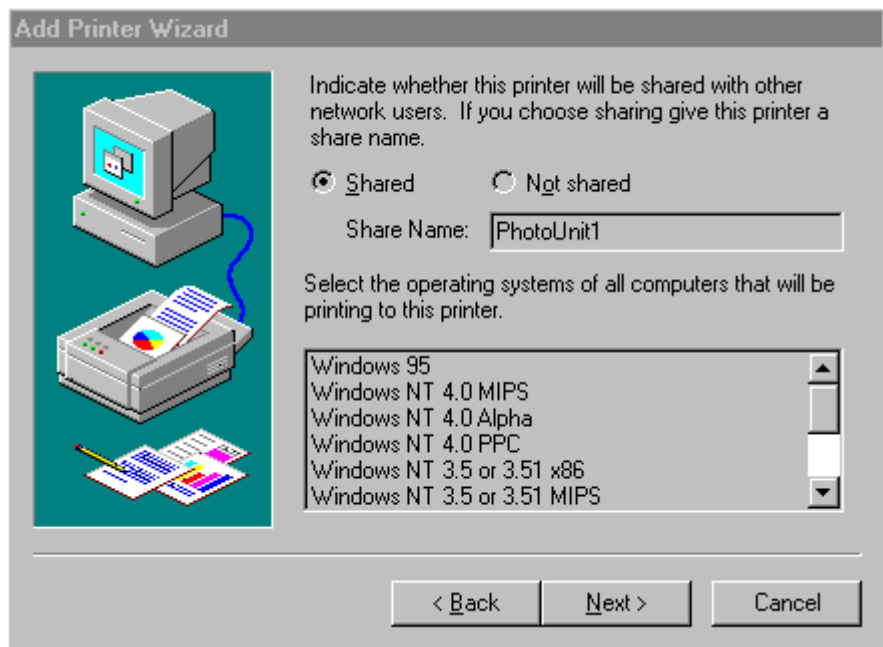 Add Printer Wizard
Indicate whether this printer will be shared with other
network users.  If you choose sharing give this printer a
share name.
Shared
Not shared
Share Name: PhotoUnit1
Select the operating systems of all computers that will be
printing to this printer.
Windows 95
Windows NT 4.0 MIPS
Windows NT 4.0 Alpha
Windows NT 4.0 PPC
Windows NT 3.5 or 3.51 x86
Windows NT 3.5 or 3.51 MIPS
< Back
Next >
Cancel